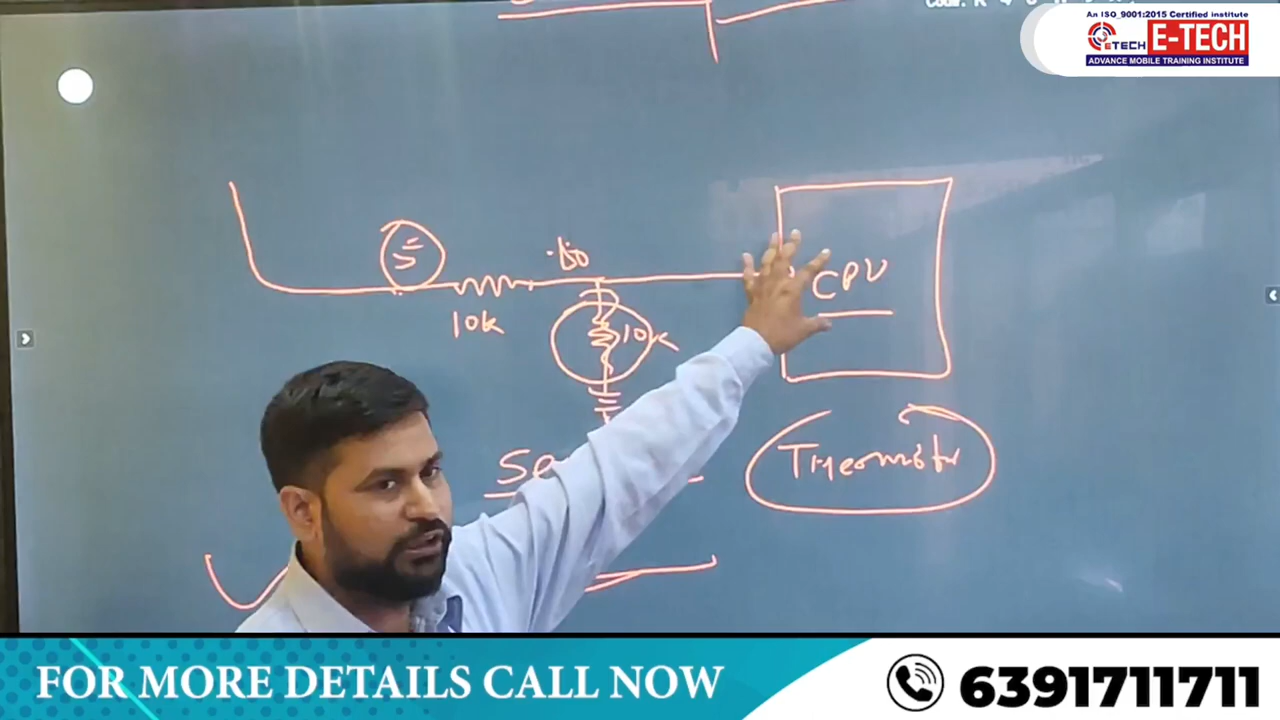 An ISO 9001:2015 Certified institute
ETECH E-TECH
ADVANCE MOBILE TRAINING INSTITUTE
5
10K
10K
CPU
FOR MORE DETAILS CALL NOW
6391711711